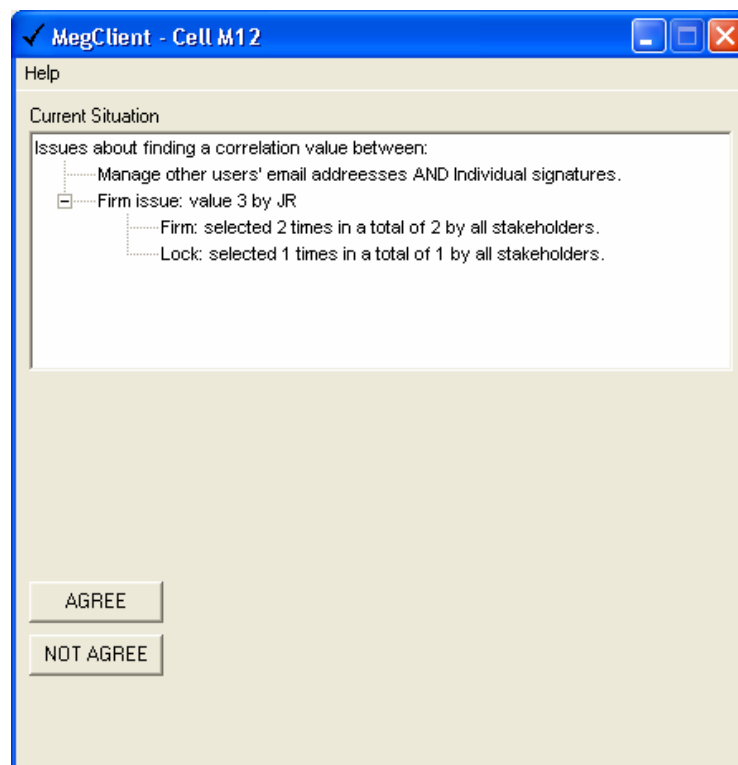 MegClient - Cell M12
Help
Current Situation
Issues about finding a correlation value between:
Manage other users' email addreesses AND Individual signatures.
Firm issue: value 3 by JR
Firm: selected 2 times in a total of 2 by all stakeholders.
Lock: selected 1 times in a total of 1 by all stakeholders.
AGREE
NOT AGREE